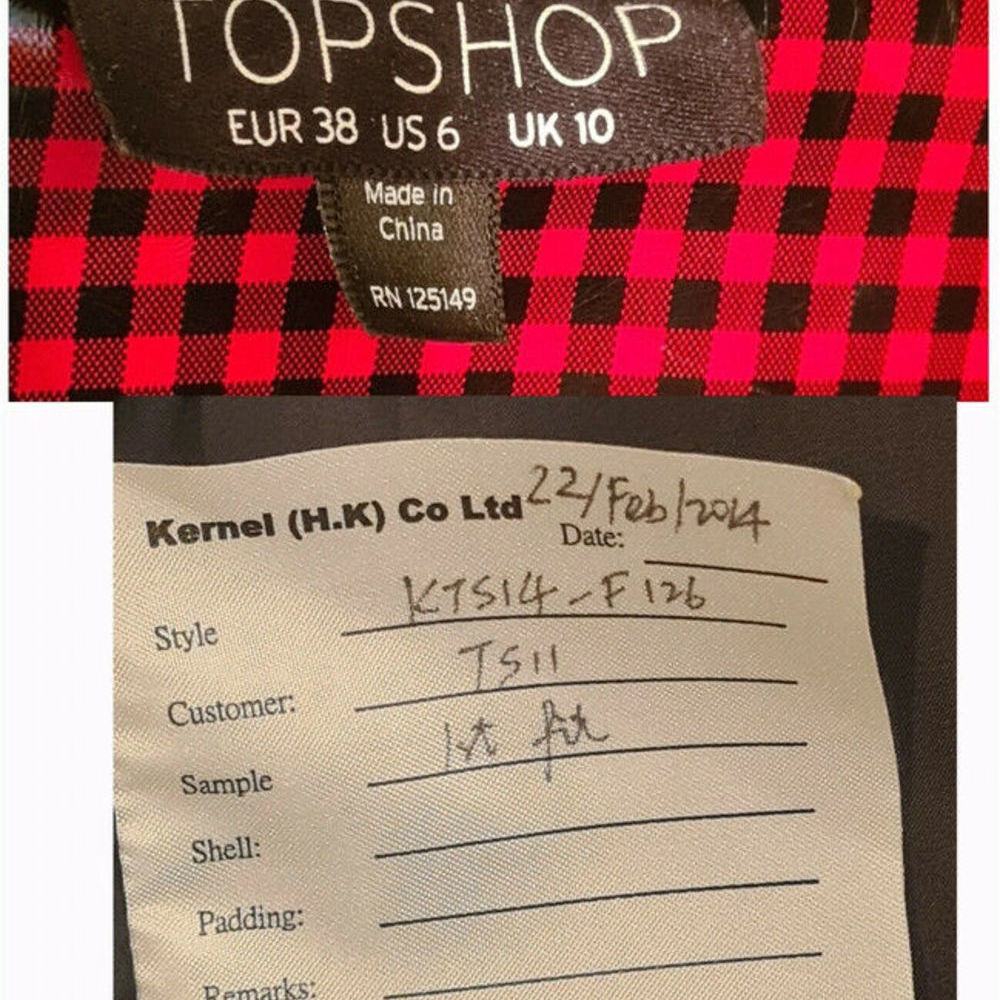 TOPSHOP
EUR 38 US 6 UK 10
Made in
China
RN 125149
Kernel (H.K) Co Ltd
Date: 22/Feb/2014
Style KTS14-F126
Customer: TS11
Sample 1st fit
Shell:
Padding:
Remarks: